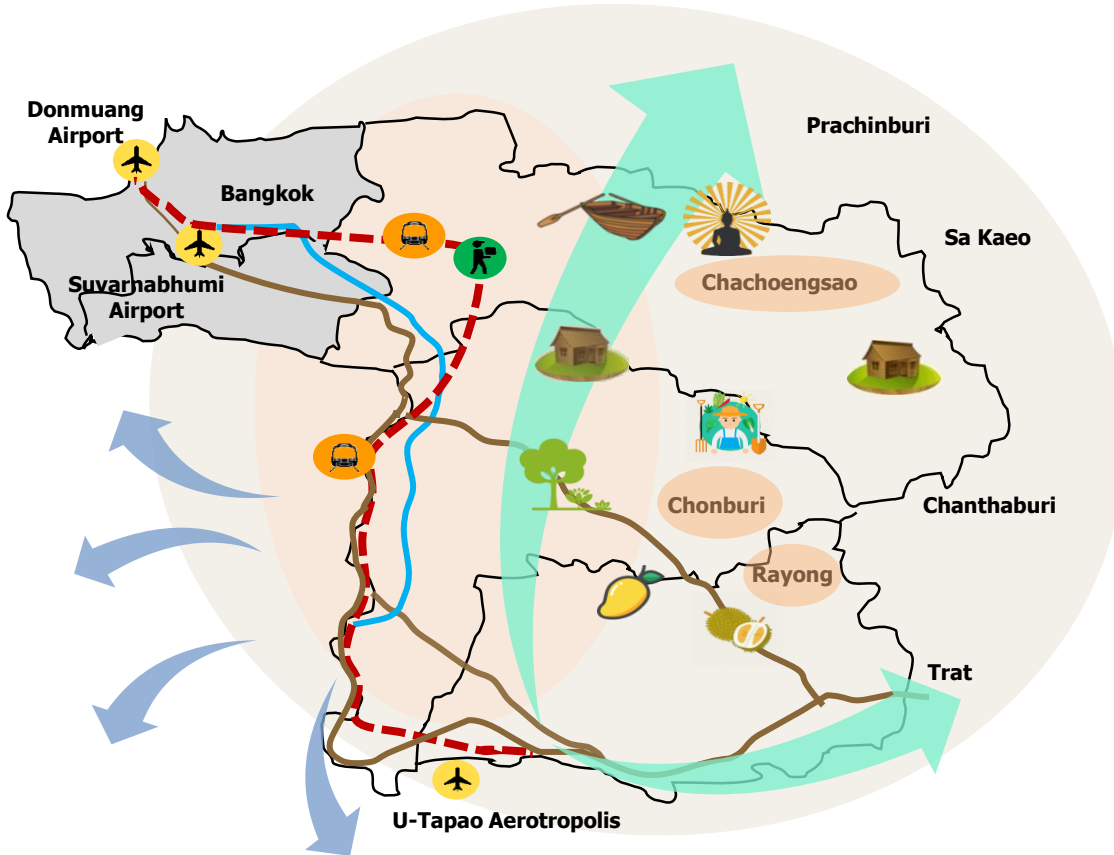 Donmuang
Airport
Prachinburi
Bangkok
Sa Kaeo
Suvarnabhumi
Airport
Chachoengsao
Chonburi
Chanthaburi
Rayong
Trat
U-Tapao Aerotropolis